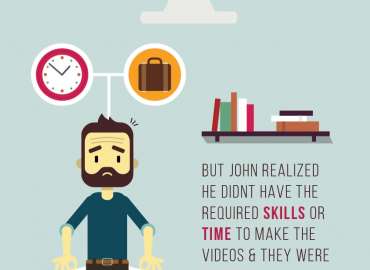 BUT JOHN REALIZED
HE DIDNT HAVE THE
REQUIRED SKILLS OR
TIME TO MAKE THE
VIDEOS & THEY WERE